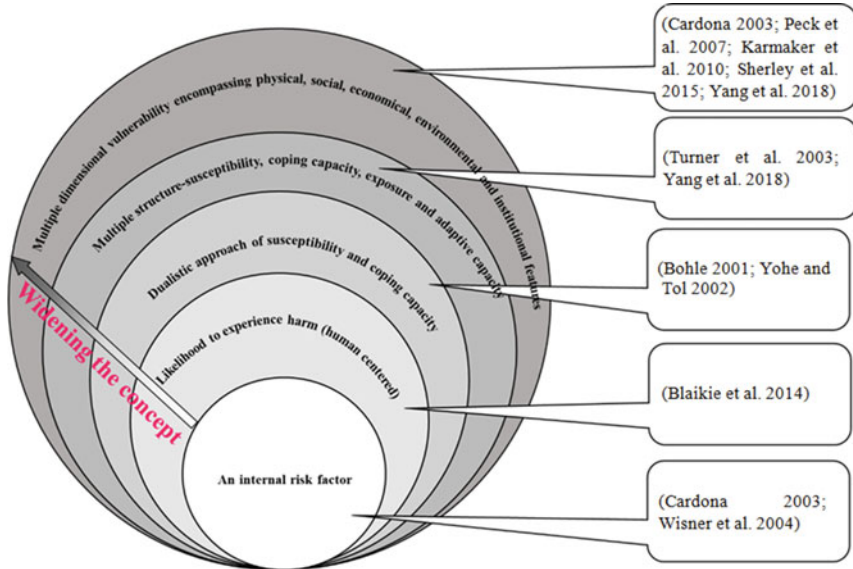 Multiple dimensional vulnerability encompassing physical, social, economical, environmental and institutional features
Multiple structure-susceptibility, coping capacity, exposure and adaptive capacity
Dualistic approach of susceptibility and coping capacity
Likelihood to experience harm (human centered)
An internal risk factor
Widening the concept
(Cardona 2003; Peck
et al. 2007; Karmaker
et al. 2010; Sherley et al.
2015; Yang et al. 2018)
(Turner et al. 2003;
Yang et al. 2018)
(Bohle 2001; Yohe and
Tol 2002)
(Blaikie et al. 2014)
(Cardona 2003;
Wisner et al. 2004)